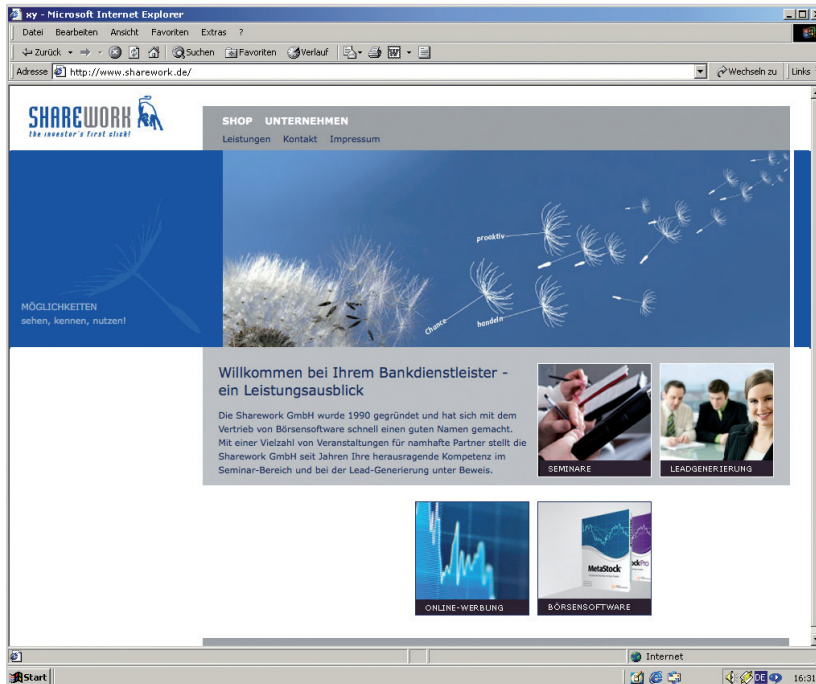 xy - Microsoft Internet Explorer
Datei Bearbeiten Ansicht Favoriten Extras ?
Zurück Suchen Favoriten Verlauf
Adresse http://www.sharework.de/ Wechseln zu Links
SHAREWORK
the investor's first click!
SHOP UNTERNEHMEN
Leistungen Kontakt Impressum
proaktiv
Chance
handeln
MÖGLICHKEITEN
sehen, kennen, nutzen!
Willkommen bei Ihrem Bankdienstleister -
ein Leistungsausblick
Die Sharework GmbH wurde 1990 gegründet und hat sich mit dem
Vertrieb von Börsensoftware schnell einen guten Namen gemacht.
Mit einer Vielzahl von Veranstaltungen für namhafte Partner stellt die
Sharework GmbH seit Jahren Ihre herausragende Kompetenz im
Seminar-Bereich und bei der Lead-Generierung unter Beweis.
SEMINARE
LEADGENERIERUNG
MetaStock
ckPro
ONLINE-WERBUNG
BÖRSENSOFTWARE
Internet
Start
DE 16:31